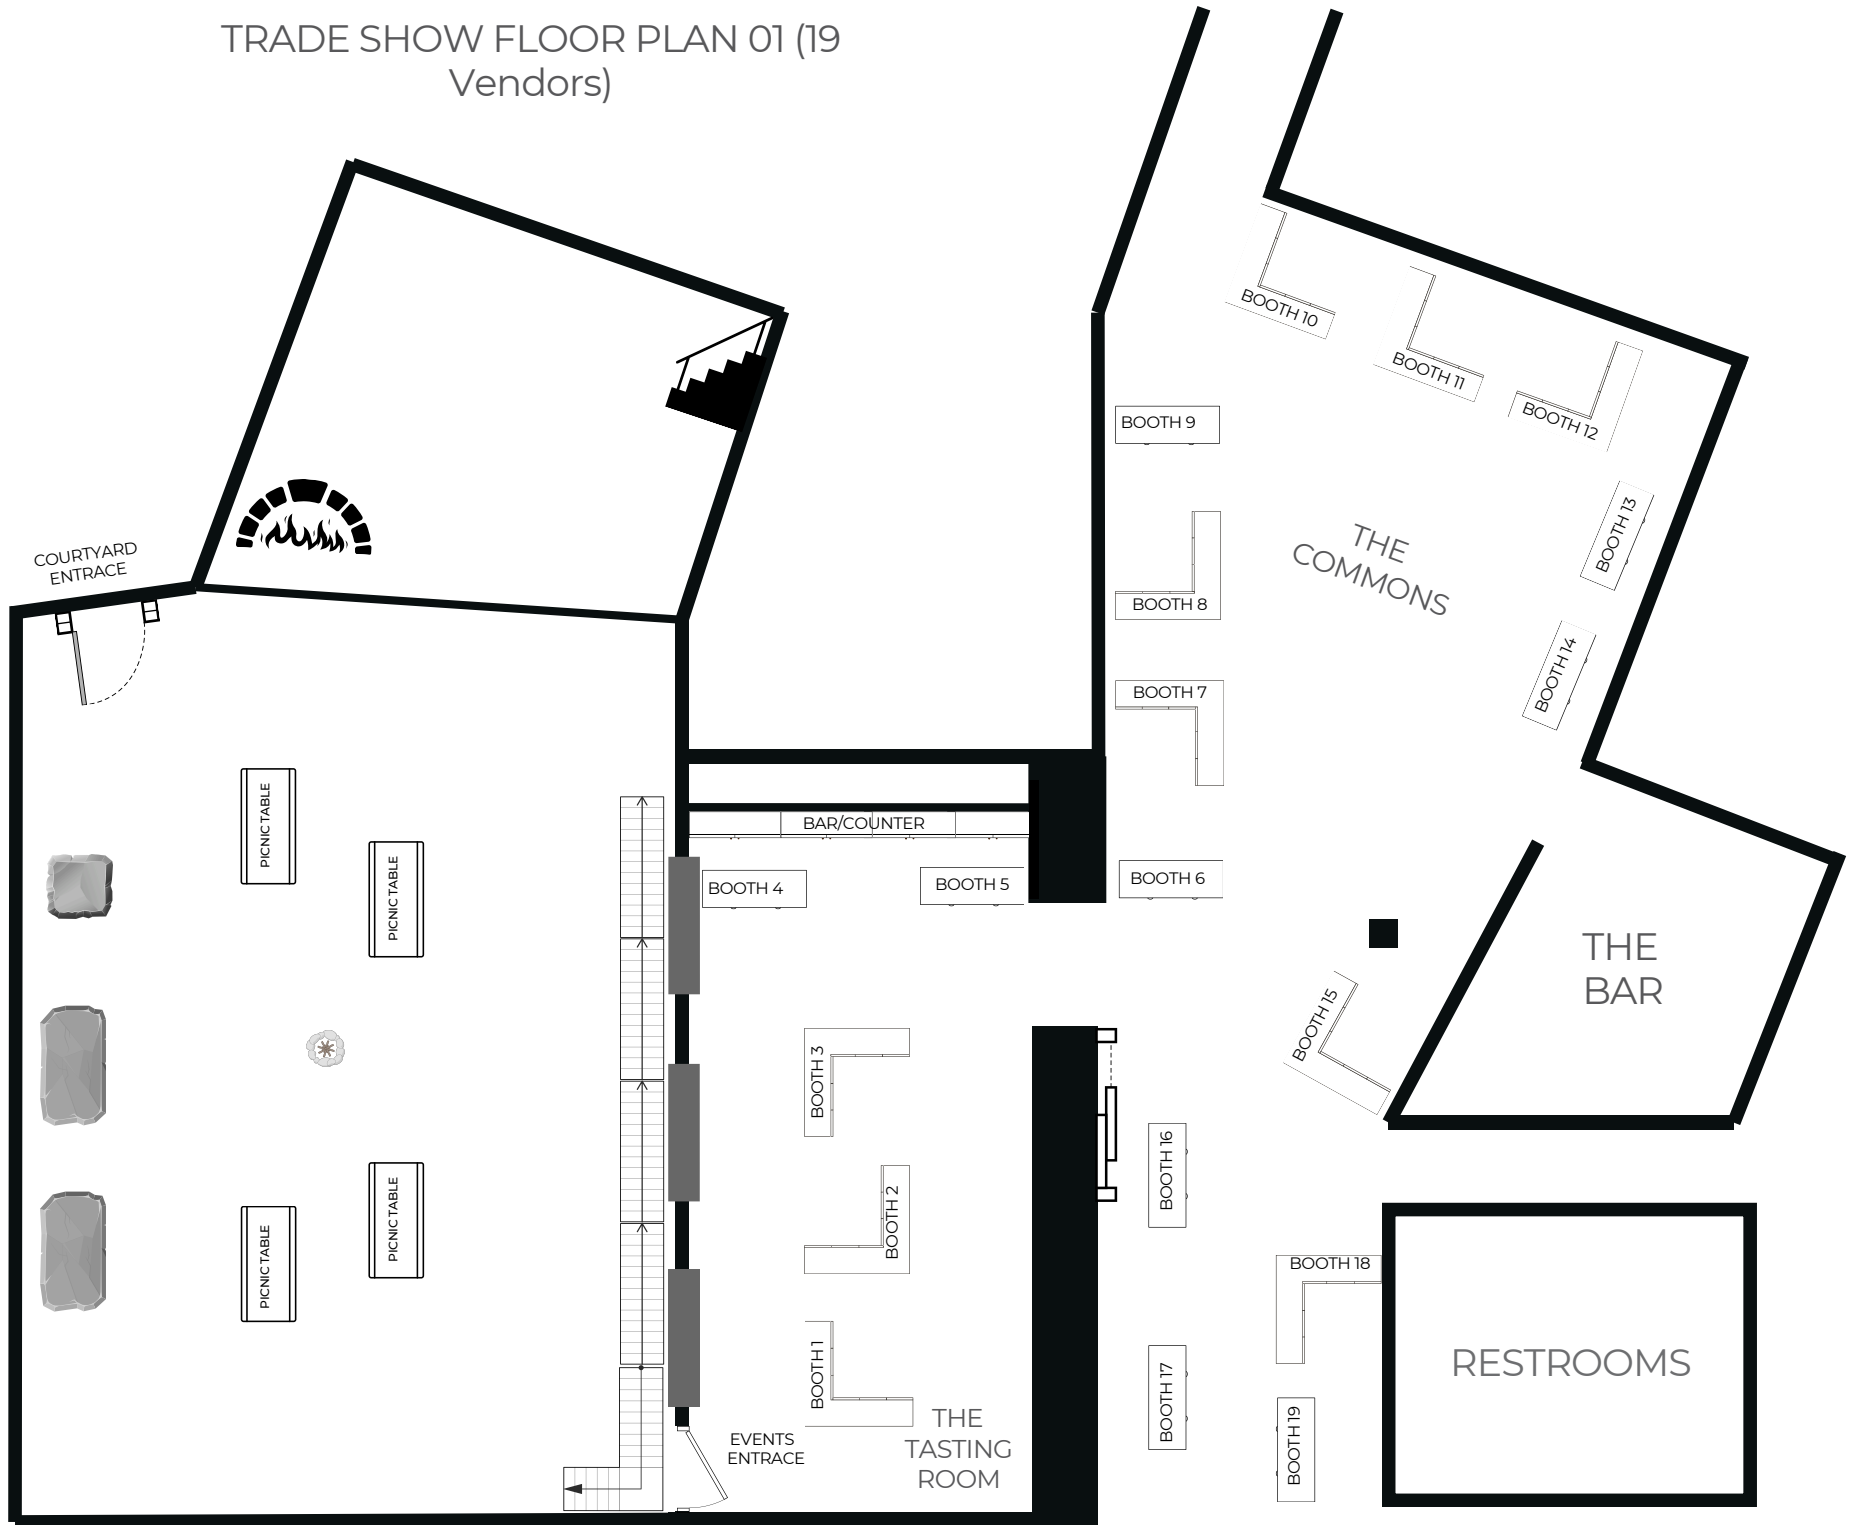 TRADE SHOW FLOOR PLAN 01 (19
Vendors)
COURTYARD
ENTRACE
PICNIC TABLE
PICNIC TABLE
PICNIC TABLE
PICNIC TABLE
BAR/COUNTER
BOOTH 4
BOOTH 5
BOOTH 3
BOOTH 2
BOOTH 1
EVENTS
ENTRACE
THE
TASTING
ROOM
BOOTH 10
BOOTH 11
BOOTH 12
BOOTH 9
BOOTH 13
THE
COMMONS
BOOTH 8
BOOTH 14
BOOTH 7
BOOTH 6
THE
BAR
BOOTH 15
BOOTH 16
BOOTH 18
RESTROOMS
BOOTH 17
BOOTH 19